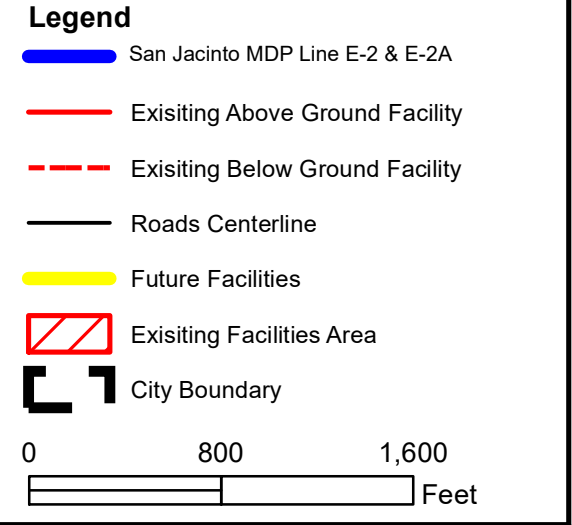 Legend
San Jacinto MDP Line E-2 & E-2A
Exisiting Above Ground Facility
Exisiting Below Ground Facility
Roads Centerline
Future Facilities
Exisiting Facilities Area
City Boundary
0 800 1,600
Feet